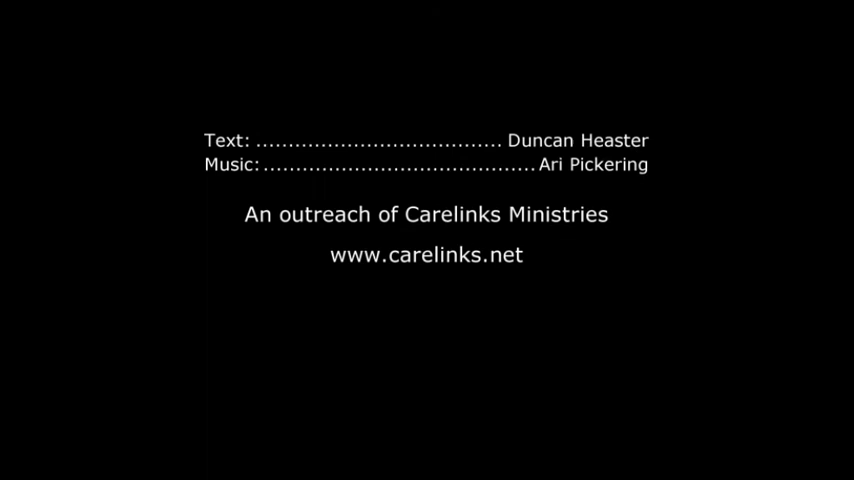 Text: ...................................... Duncan Heaster
Music:.......................................... Ari Pickering
An outreach of Carelinks Ministries
www.carelinks.net